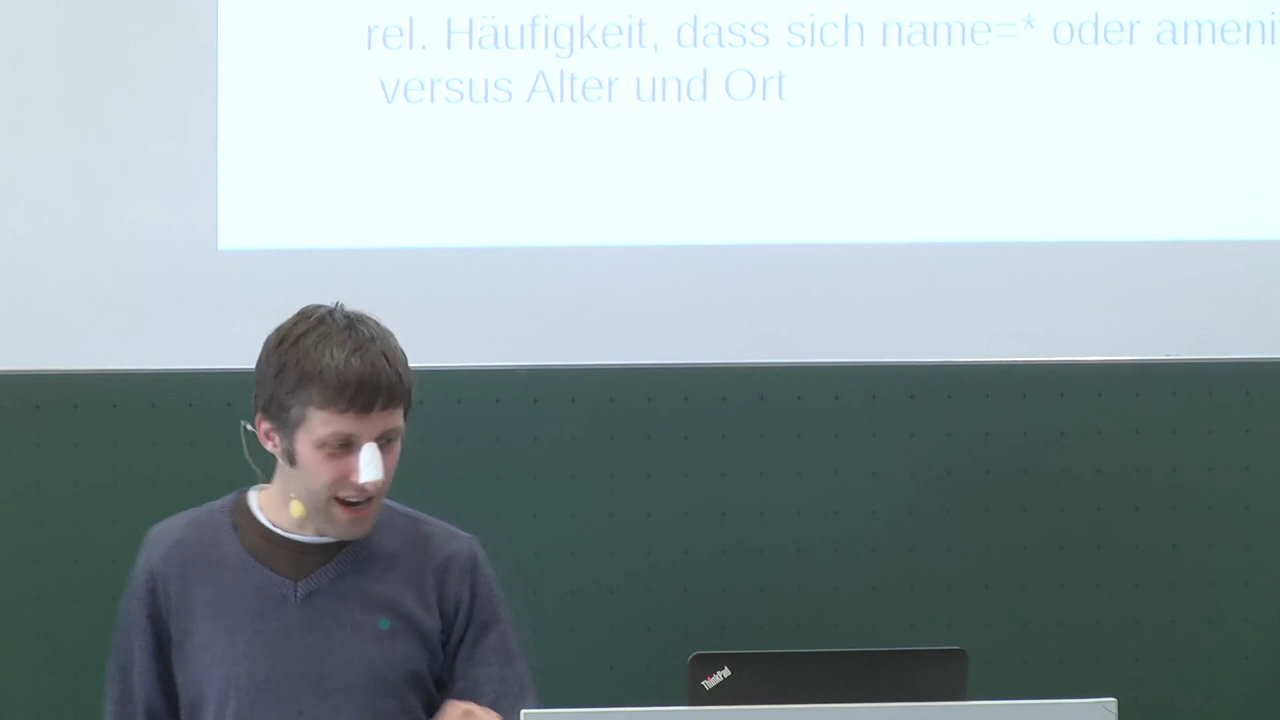 rel. Häufigkeit, dass sich name=* oder ameni
versus Alter und Ort
ThinkPad